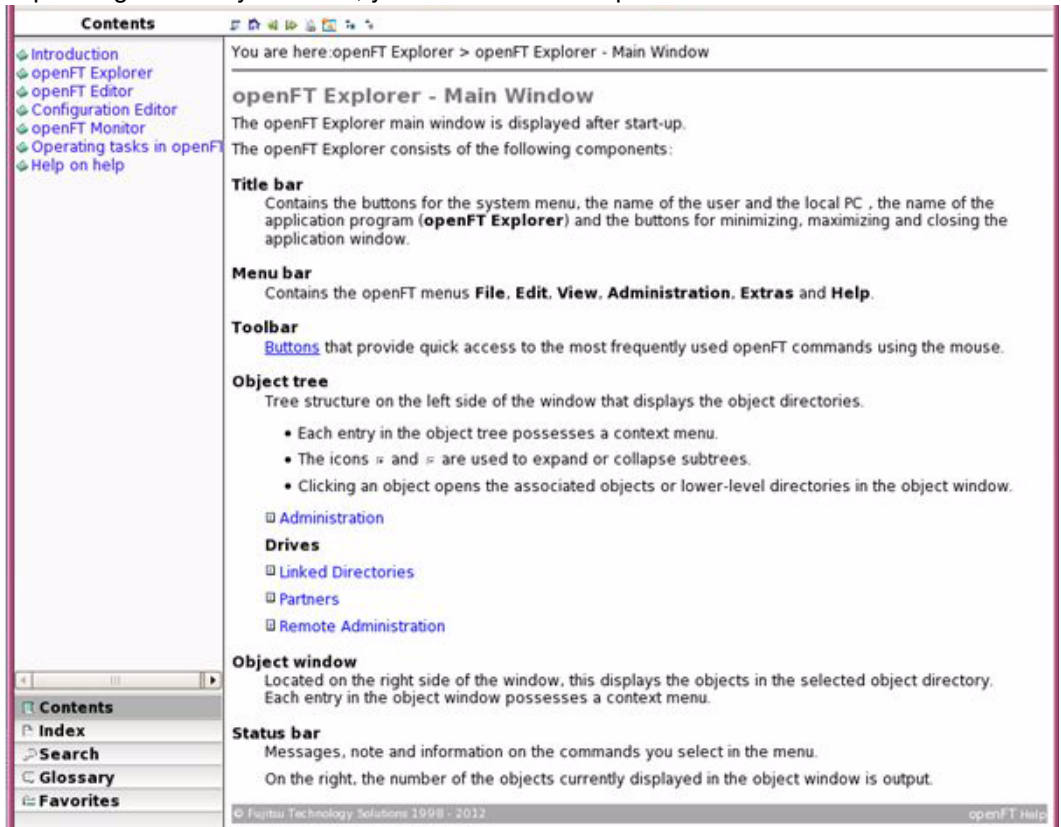 Contents
Introduction
openFT Explorer
openFT Editor
Configuration Editor
openFT Monitor
Operating tasks in openFT
Help on help
Contents
Index
Search
Glossary
Favorites
You are here:openFT Explorer > openFT Explorer - Main Window
openFT Explorer - Main Window
The openFT Explorer main window is displayed after start-up.
The openFT Explorer consists of the following components:
Title bar
Contains the buttons for the system menu, the name of the user and the local PC , the name of the
application program (openFT Explorer) and the buttons for minimizing, maximizing and closing the
application window.
Menu bar
Contains the openFT menus File, Edit, View, Administration, Extras and Help.
Toolbar
Buttons that provide quick access to the most frequently used openFT commands using the mouse.
Object tree
Tree structure on the left side of the window that displays the object directories.
• Each entry in the object tree possesses a context menu.
• The icons and are used to expand or collapse subtrees.
• Clicking an object opens the associated objects or lower-level directories in the object window.
Administration
Drives
Linked Directories
Partners
Remote Administration
Object window
Located on the right side of the window, this displays the objects in the selected object directory.
Each entry in the object window possesses a context menu.
Status bar
Messages, note and information on the commands you select in the menu.
On the right, the number of the objects currently displayed in the object window is output.
© Fujitsu Technology Solutions 1998 - 2012
openFT Help